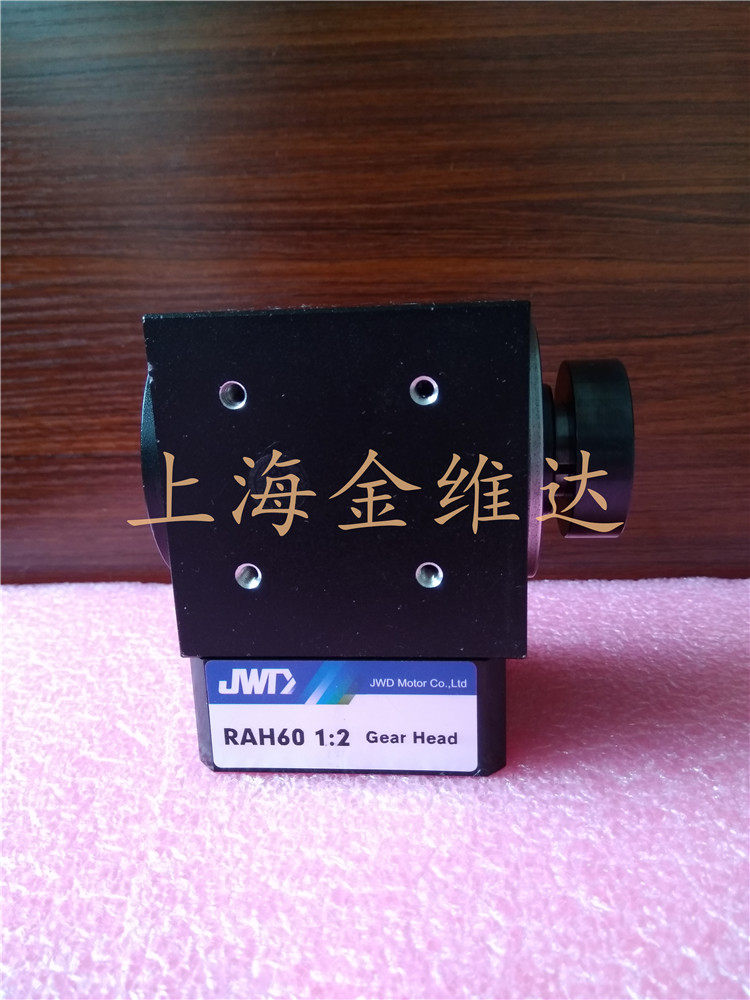 上海金维达
JWD
JWD Motor Co.,Ltd
RAH60 1:2 Gear Head